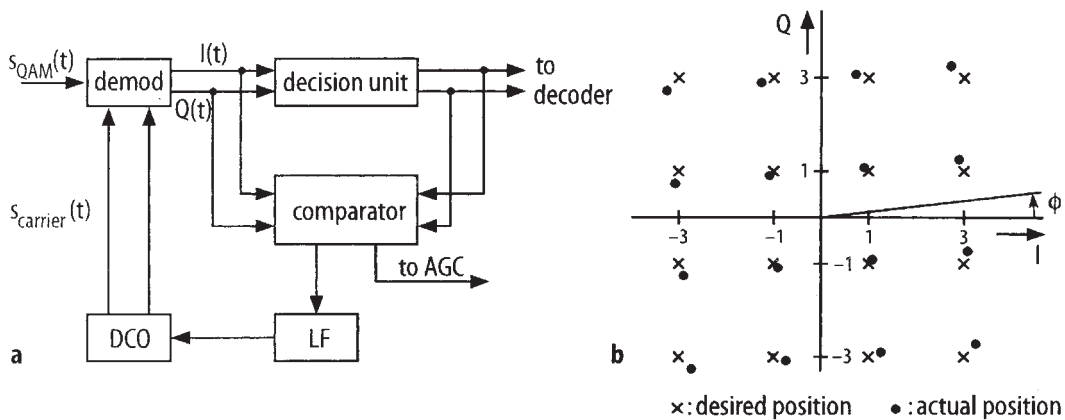 s_QAM(t)
demod
I(t)
Q(t)
decision unit
to
decoder
comparator
s_carrier(t)
to AGC
DCO
LF
a
Q
3
1
-3
-1
1
3
-1
-3
ϕ
I
b
×: desired position
●: actual position